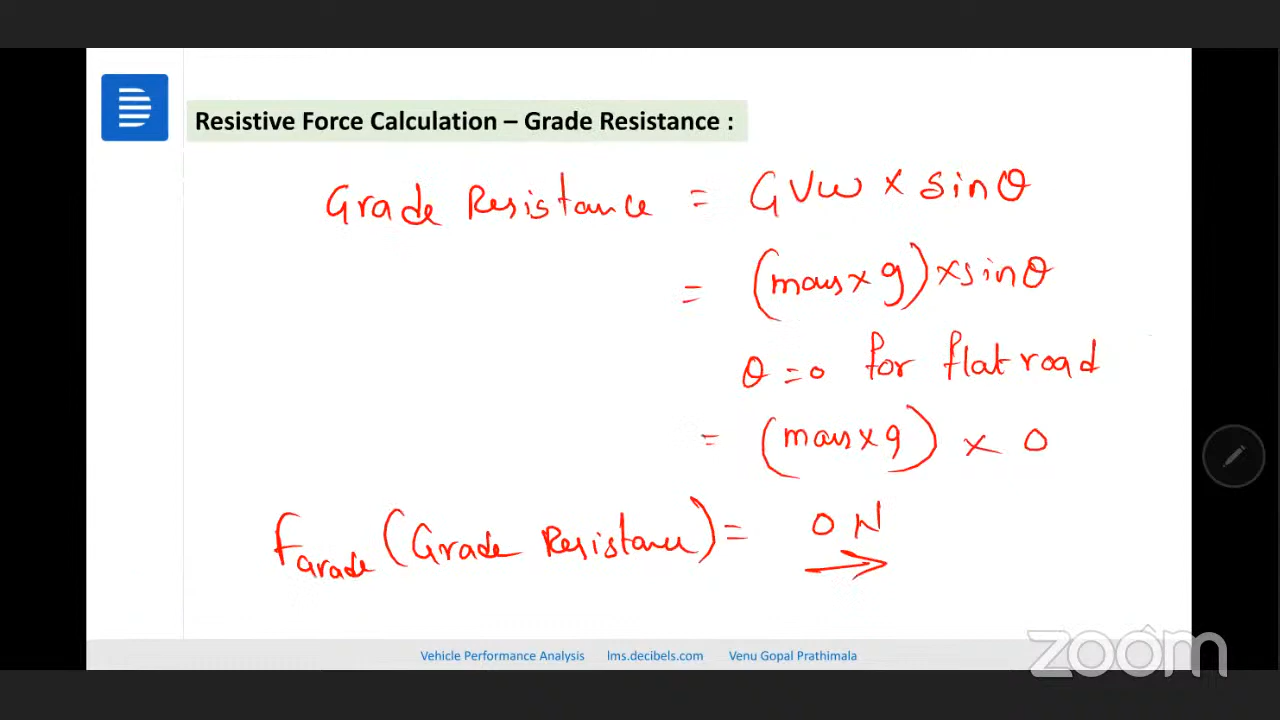 Resistive Force Calculation – Grade Resistance :
Grade Resistance = GVW × sinθ
= (mass × g) × sinθ
θ = 0 for flat road
= (mass × g) × 0
FGrade (Grade Resistance) = 0 N
Vehicle Performance Analysis lms.decibels.com Venu Gopal Prathimala
zoom